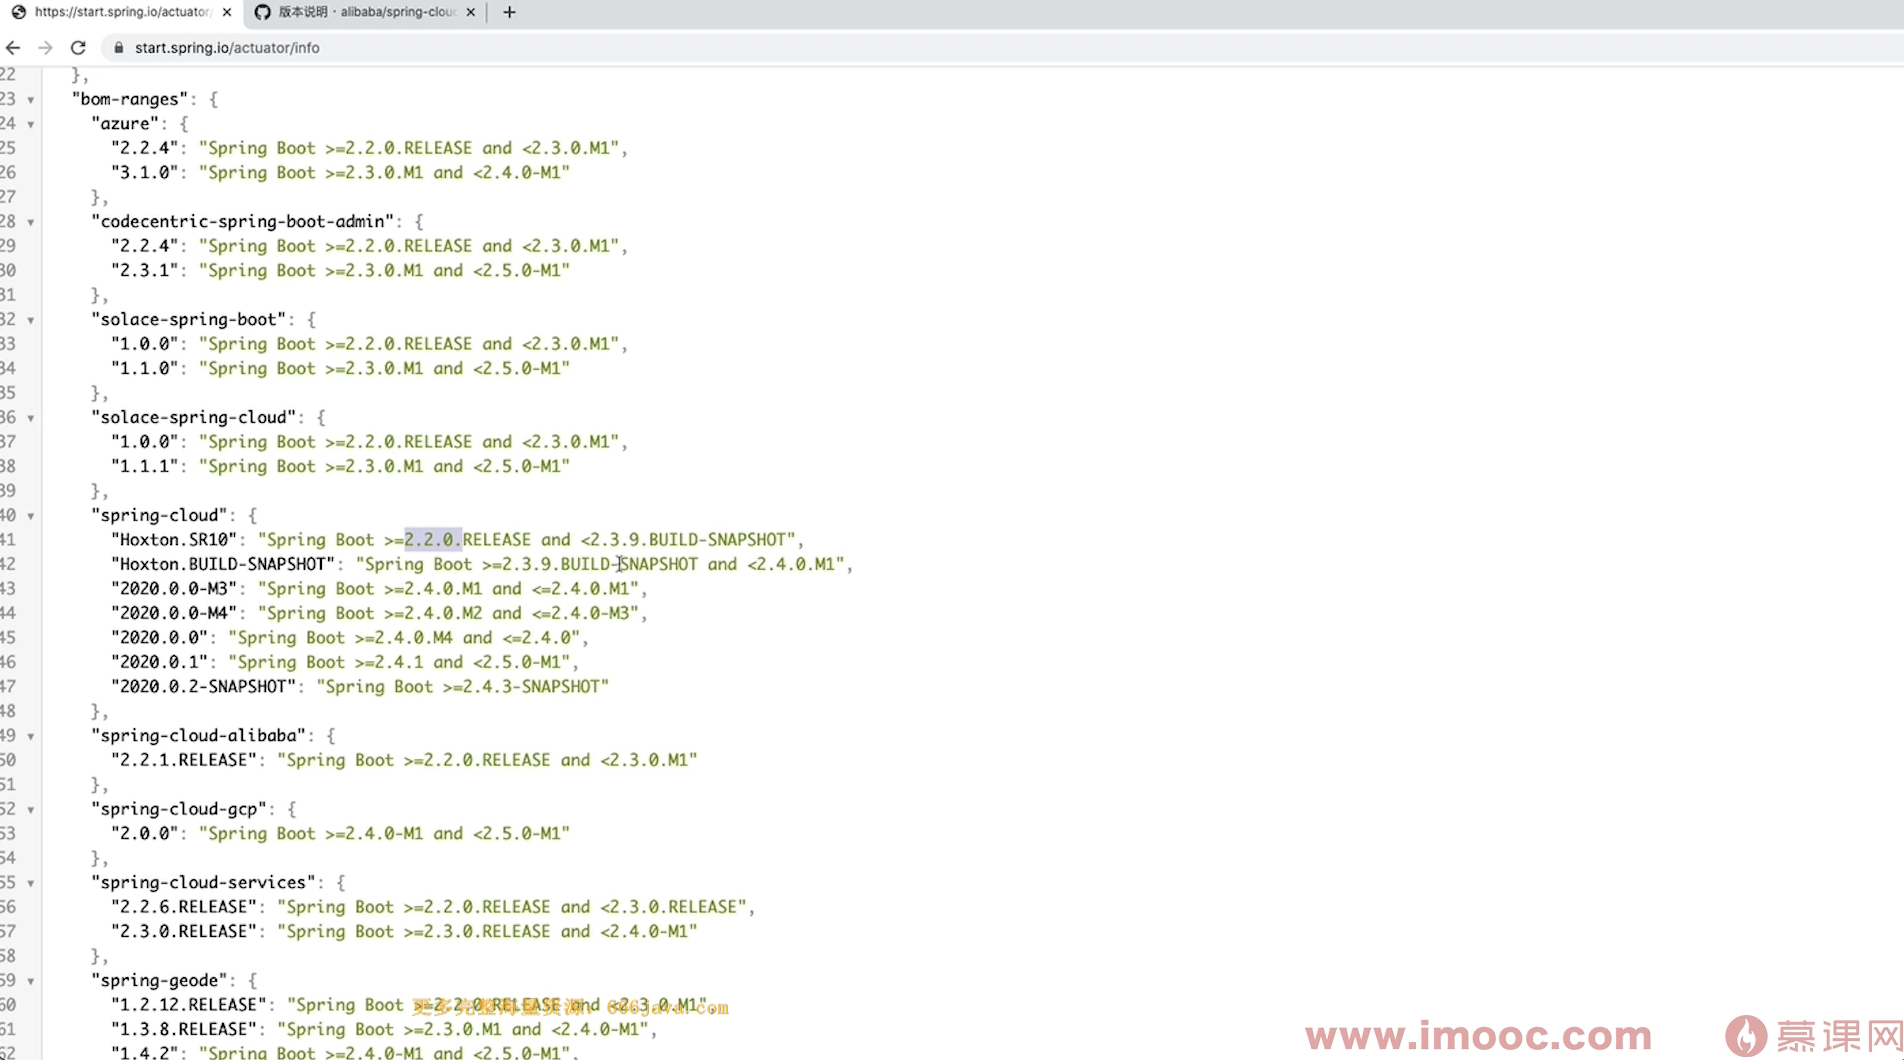 https://start.spring.io/actuator/
版本说明 · alibaba/spring-clou
start.spring.io/actuator/info
22 },
23 "bom-ranges": {
24 "azure": {
25 "2.2.4": "Spring Boot >=2.2.0.RELEASE and <2.3.0.M1",
26 "3.1.0": "Spring Boot >=2.3.0.M1 and <2.4.0-M1"
27 },
28 "codecentric-spring-boot-admin": {
29 "2.2.4": "Spring Boot >=2.2.0.RELEASE and <2.3.0.M1",
30 "2.3.1": "Spring Boot >=2.3.0.M1 and <2.5.0-M1"
31 },
32 "solace-spring-boot": {
33 "1.0.0": "Spring Boot >=2.2.0.RELEASE and <2.3.0.M1",
34 "1.1.0": "Spring Boot >=2.3.0.M1 and <2.5.0-M1"
35 },
36 "solace-spring-cloud": {
37 "1.0.0": "Spring Boot >=2.2.0.RELEASE and <2.3.0.M1",
38 "1.1.1": "Spring Boot >=2.3.0.M1 and <2.5.0-M1"
39 },
40 "spring-cloud": {
41 "Hoxton.SR10": "Spring Boot >=2.2.0.RELEASE and <2.3.9.BUILD-SNAPSHOT",
42 "Hoxton.BUILD-SNAPSHOT": "Spring Boot >=2.3.9.BUILD-SNAPSHOT and <2.4.0.M1",
43 "2020.0.0-M3": "Spring Boot >=2.4.0.M1 and <=2.4.0.M1",
44 "2020.0.0-M4": "Spring Boot >=2.4.0.M2 and <=2.4.0-M3",
45 "2020.0.0": "Spring Boot >=2.4.0.M4 and <=2.4.0",
46 "2020.0.1": "Spring Boot >=2.4.1 and <2.5.0-M1",
47 "2020.0.2-SNAPSHOT": "Spring Boot >=2.4.3-SNAPSHOT"
48 },
49 "spring-cloud-alibaba": {
50 "2.2.1.RELEASE": "Spring Boot >=2.2.0.RELEASE and <2.3.0.M1"
51 },
52 "spring-cloud-gcp": {
53 "2.0.0": "Spring Boot >=2.4.0-M1 and <2.5.0-M1"
54 },
55 "spring-cloud-services": {
56 "2.2.6.RELEASE": "Spring Boot >=2.2.0.RELEASE and <2.3.0.RELEASE",
57 "2.3.0.RELEASE": "Spring Boot >=2.3.0.RELEASE and <2.4.0-M1"
58 },
59 "spring-geode": {
60 "1.2.12.RELEASE": "Spring Boot >=2.2.0.RELEASE and <2.3.0.M1",
更多完整海量资源：666java.com
61 "1.3.8.RELEASE": "Spring Boot >=2.3.0.M1 and <2.4.0-M1",
62 "1.4.2": "Spring Boot >=2.4.0-M1 and <2.5.0-M1",
www.imooc.com 慕课网